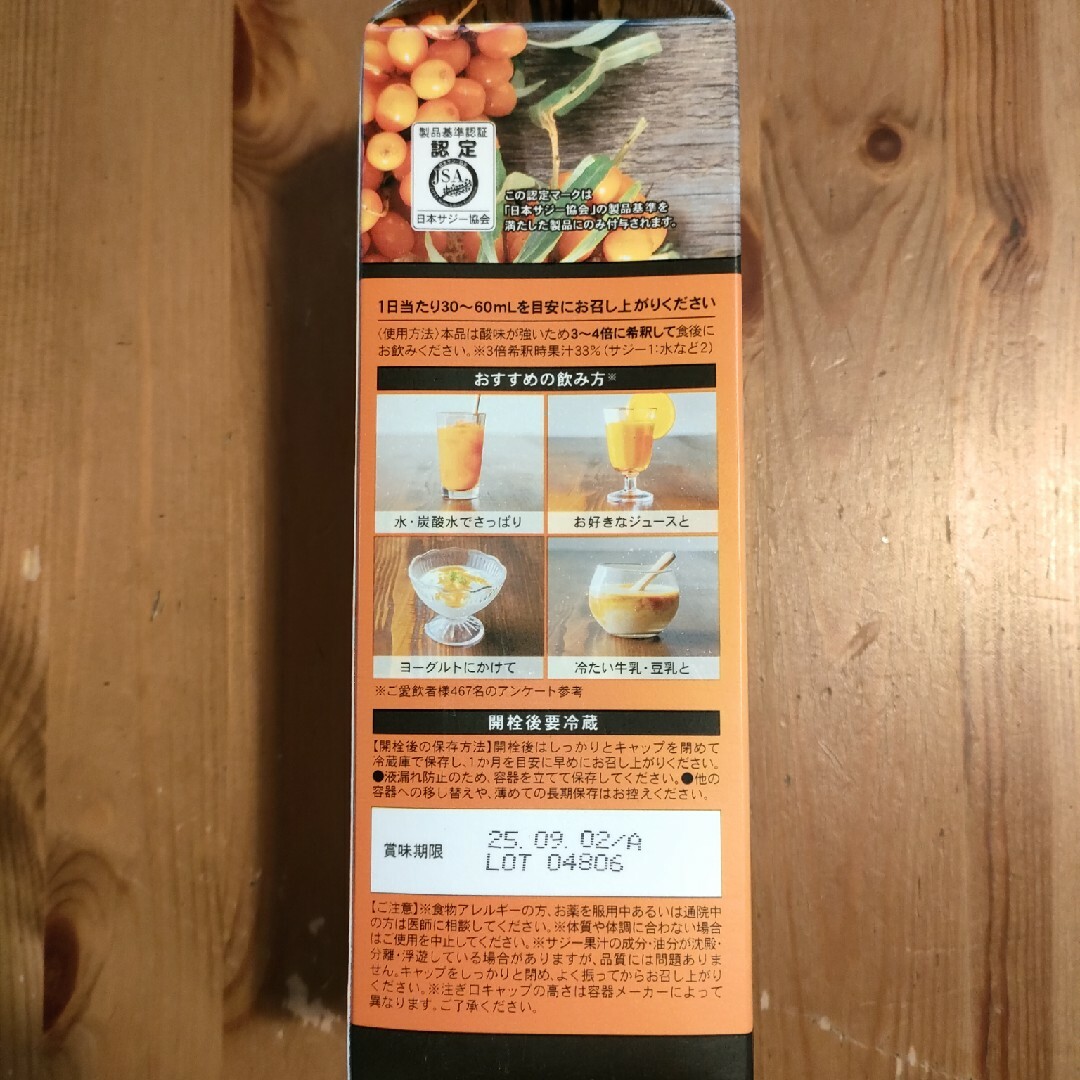 製品基準認証
認定
JSA
日本サジー協会
この認定マークは
「日本サジー協会」の製品基準を
満たした製品にのみ付与されます。
1日当たり30〜60mLを目安にお召し上がりください
〈使用方法〉本品は酸味が強いため3〜4倍に希釈して食後に
お飲みください。※3倍希釈時果汁33%(サジー1:水など2)
おすすめの飲み方※
水・炭酸水でさっぱり
お好きなジュースと
ヨーグルトにかけて
冷たい牛乳・豆乳と
※ご愛飲者様467名のアンケート参考
開栓後要冷蔵
【開栓後の保存方法】開栓後はしっかりとキャップを閉めて
冷蔵庫で保存し、1か月を目安に早めにお召し上がりください。
●液漏れ防止のため、容器を立てて保存してください。●他の
容器への移し替えや、薄めての長期保存はお控えください。
賞味期限
25. 09. 02/A
LOT 04806
【ご注意】※食物アレルギーの方、お薬を服用中あるいは通院中
の方は医師に相談してください。※体質や体調に合わない場合
はご使用を中止してください。※サジー果汁の成分・油分が沈殿・
分離・浮遊している場合がありますが、品質には問題ありま
せん。キャップをしっかりと閉め、よく振ってからお召し上がり
ください。※注ぎ口キャップの高さは容器メーカーによって
異なります。ご了承ください。